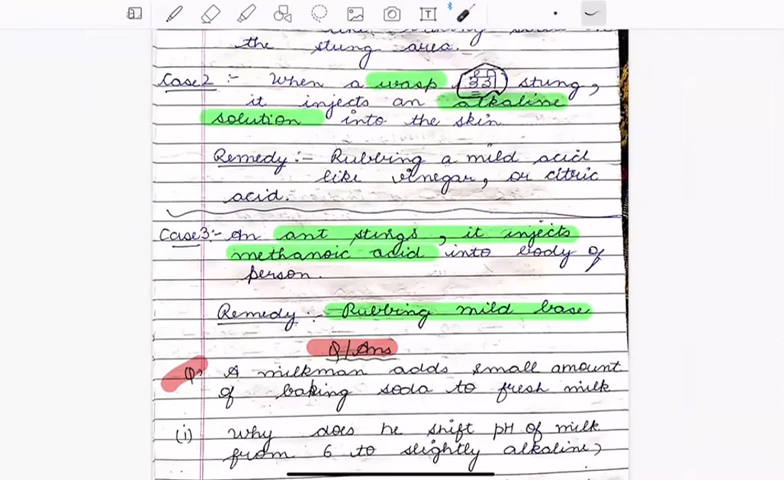 the stung area.
Case2 :- When a wasp stung,
it injects an alkaline
solution into the skin
Remedy :- Rubbing a mild acid
like vinegar, or citric
acid.
Case3:- An ant stings, it injects
methanoic acid into body of
person.
Remedy :- Rubbing mild base
Q/Ans
Q> A milkman adds small amount
of baking soda to fresh milk
(i) Why does he shift pH of milk
from 6 to slightly alkaline?